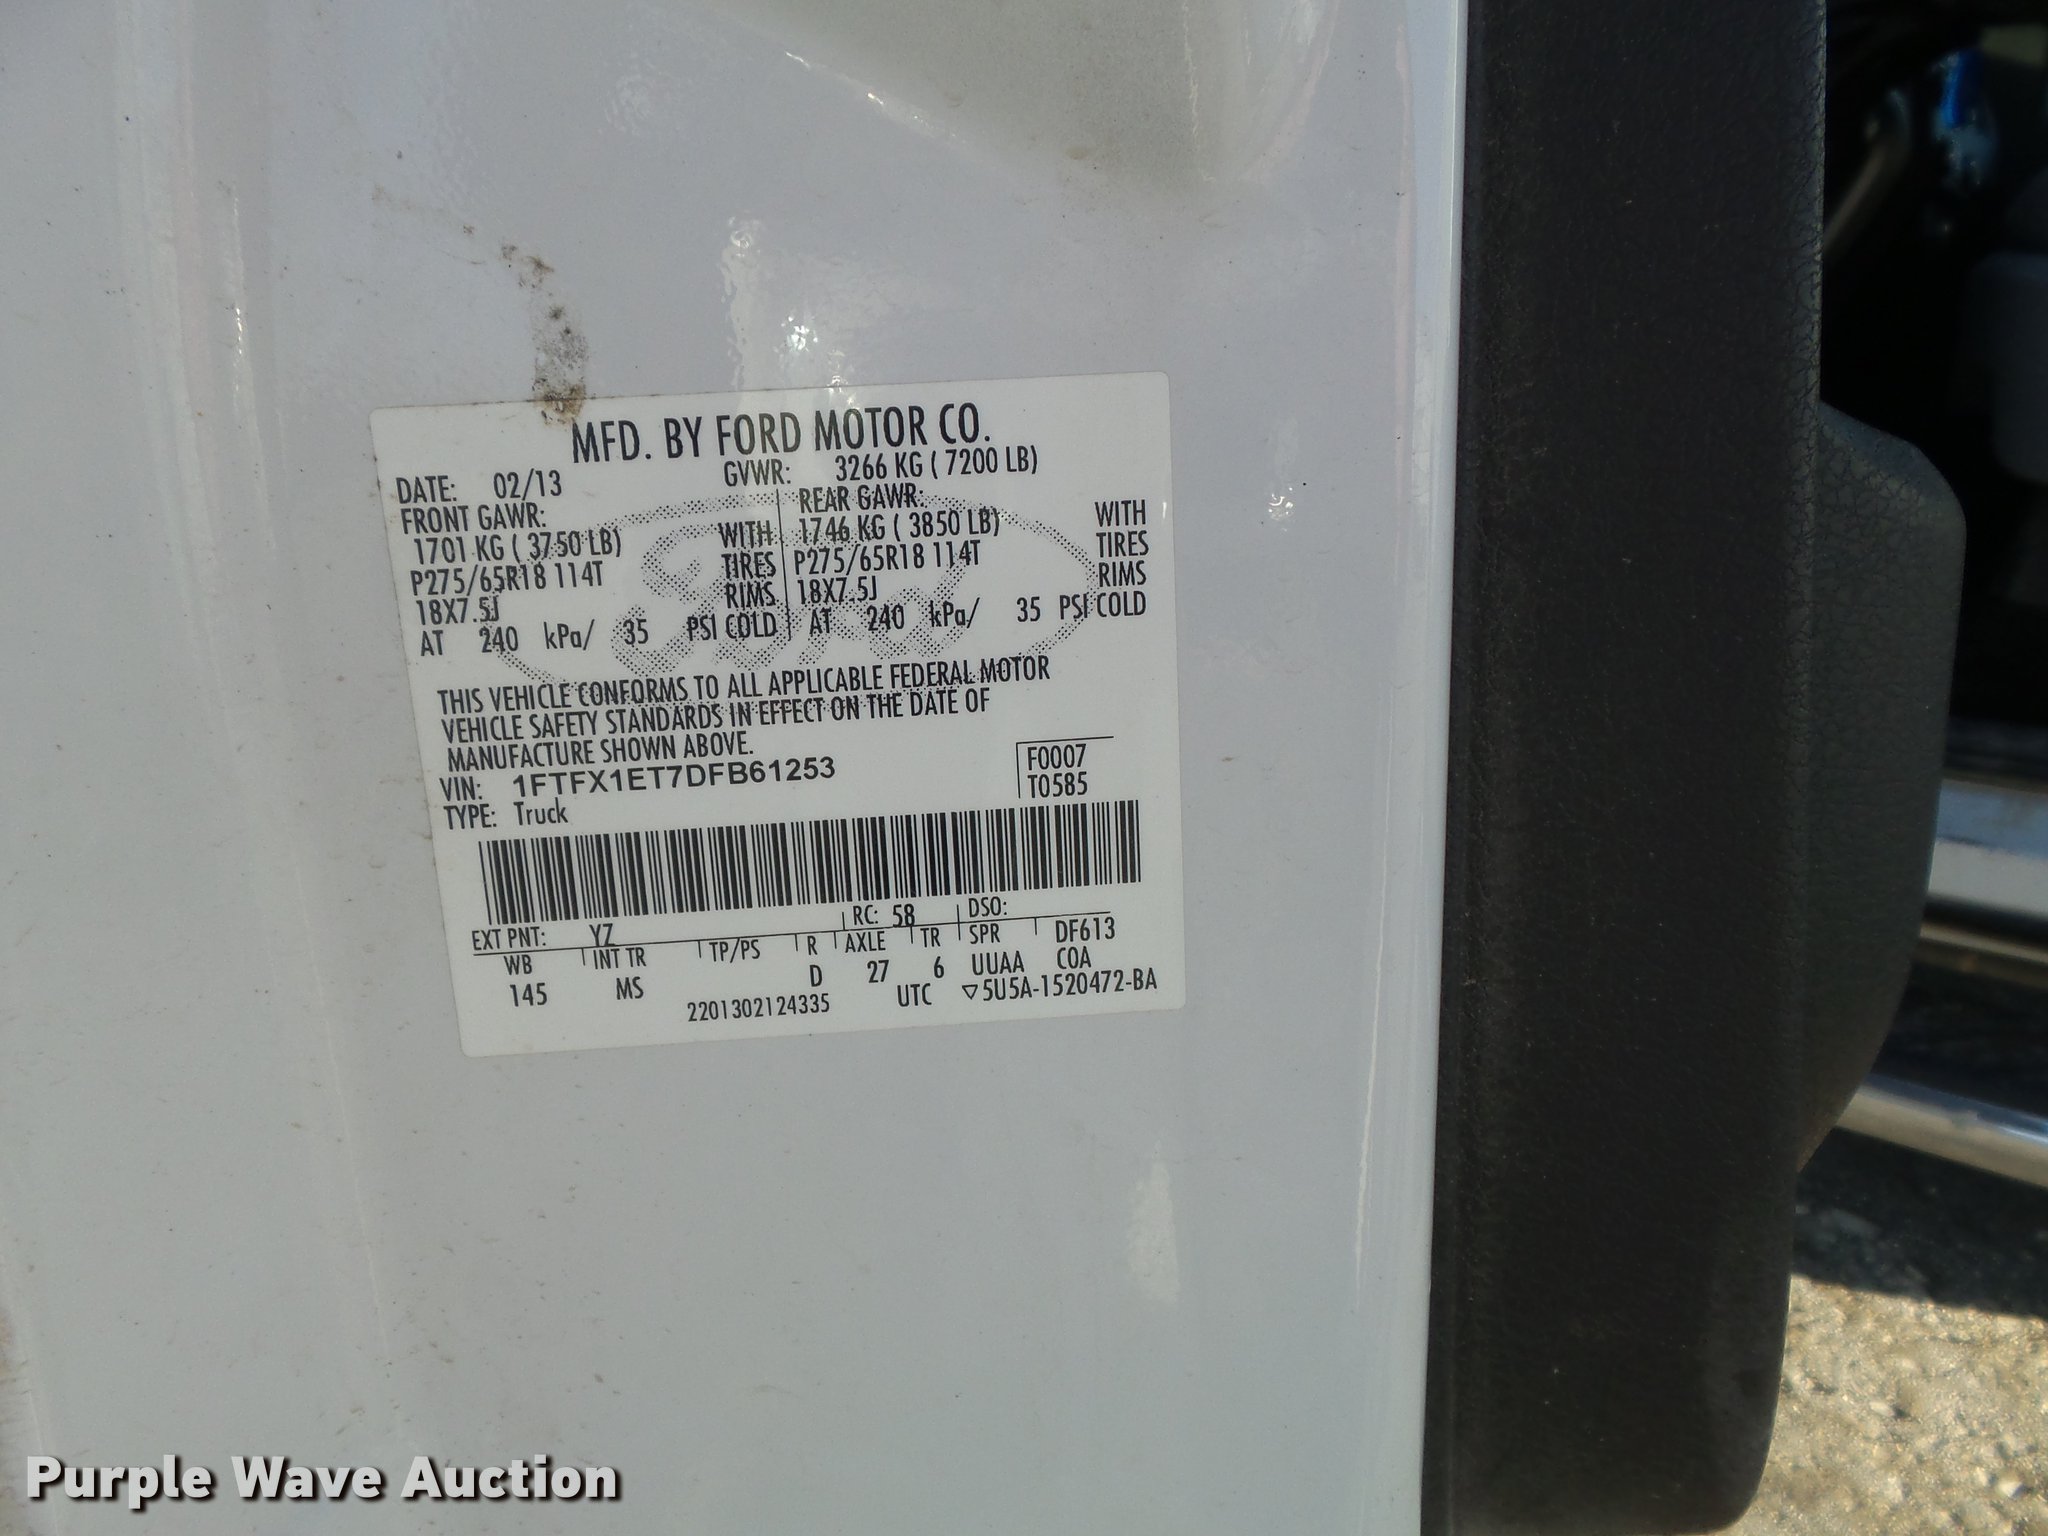 MFD. BY FORD MOTOR CO.
DATE: 02/13 GVWR: 3266 KG ( 7200 LB)
FRONT GAWR: REAR GAWR:
1701 KG ( 3750 LB) WITH 1746 KG ( 3850 LB) WITH
P275/65R18 114T TIRES P275/65R18 114T TIRES
18X7.5J RIMS 18X7.5J RIMS
AT 240 kPa/ 35 PSI COLD AT 240 kPa/ 35 PSI COLD
Ford
THIS VEHICLE CONFORMS TO ALL APPLICABLE FEDERAL MOTOR
VEHICLE SAFETY STANDARDS IN EFFECT ON THE DATE OF
MANUFACTURE SHOWN ABOVE.
VIN: 1FTFX1ET7DFB61253 F0007
TYPE: Truck T0585
EXT PNT: YZ RC: 58 DSO:
WB INT TR TP/PS R AXLE TR SPR DF613
145 MS D 27 6 UUAA COA
2201302124335 UTC ▽5U5A-1520472-BA
Purple Wave Auction